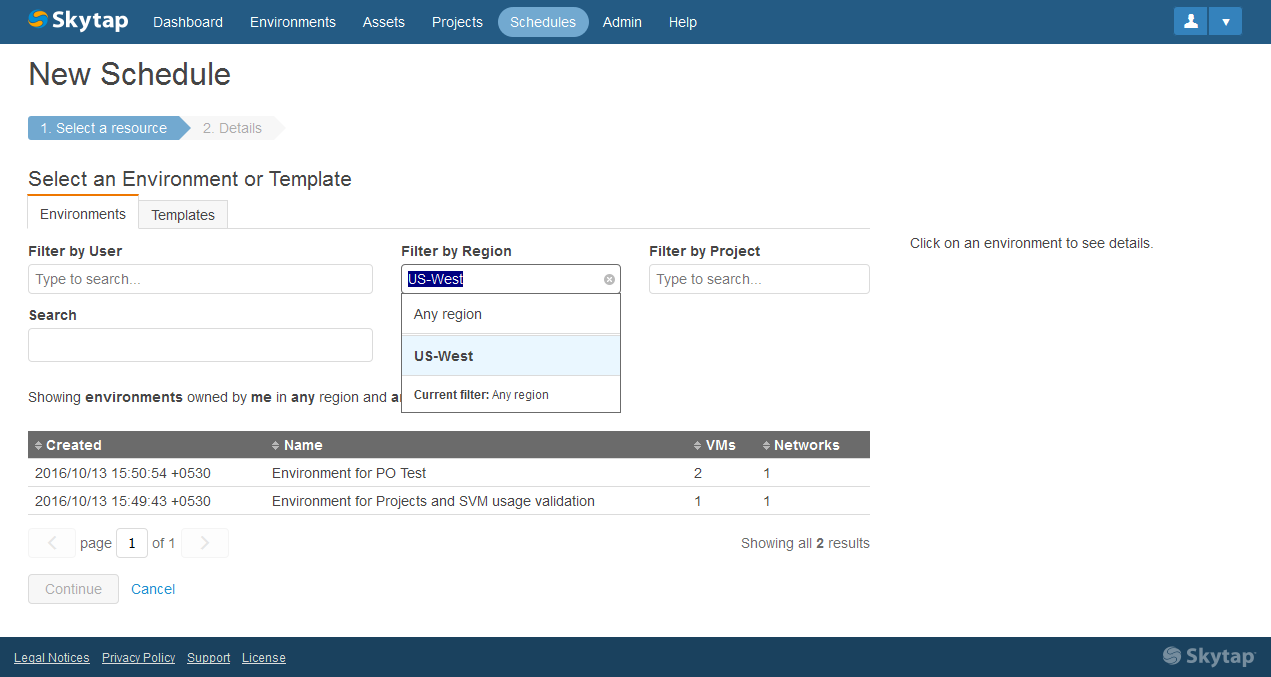 Skytap Dashboard Environments Assets Projects Schedules Admin Help
New Schedule
1. Select a resource 2. Details
Select an Environment or Template
Environments Templates
Click on an environment to see details.
Filter by User Filter by Region Filter by Project
Type to search... US-West Type to search...
Any region
Search
US-West
Current filter: Any region
Showing environments owned by me in any region and
Created Name VMs Networks
2016/10/13 15:50:54 +0530 Environment for PO Test 2 1
2016/10/13 15:49:43 +0530 Environment for Projects and SVM usage validation 1 1
page 1 of 1 Showing all 2 results
Continue Cancel
Legal Notices Privacy Policy Support License Skytap